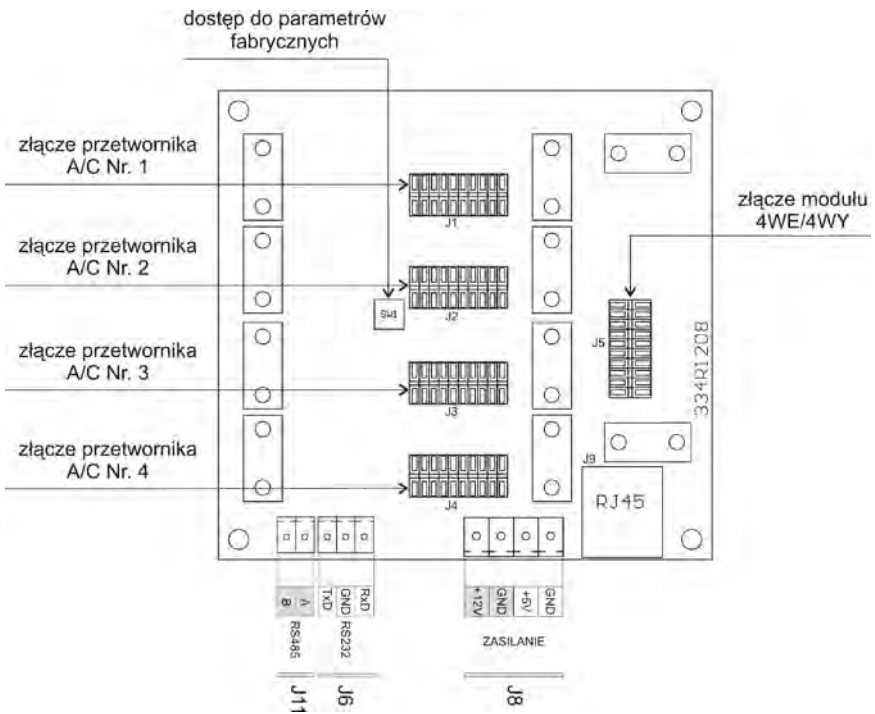 dostęp do parametrów
fabrycznych
złącze przetwornika
A/C Nr. 1
złącze przetwornika
A/C Nr. 2
złącze przetwornika
A/C Nr. 3
złącze przetwornika
A/C Nr. 4
złącze modułu
4WE/4WY
J1
J2
SW1
J3
J4
J5
334R1208
J9
RJ45
B
A
TxD
GND
RxD
+12V
GND
+5V
GND
RS485
RS232
ZASILANIE
J11
J6
J8